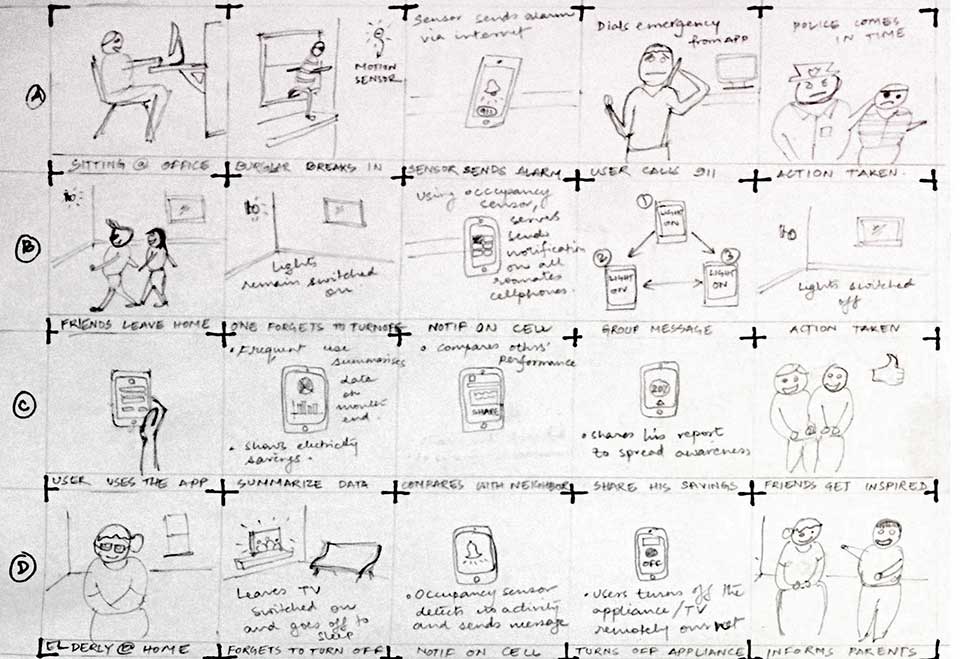 A
Sensor sends alarm
via internet
Dials emergency
from app
POLICE COMES
IN TIME
MOTION
SENSOR
911
SITTING @ OFFICE
BURGLAR BREAKS IN
SENSOR SENDS ALARM
USER CALLS 911
ACTION TAKEN.
B
Lights
remain switched
on
Using occupancy
sensor,
sends
notification
on all
roomates
cellphones.
1
LIGHT
ON
2
LIGHT
ON
3
LIGHT
ON
Lights switched
off
FRIENDS LEAVE HOME
ONE FORGETS TO TURNOFF
NOTIF ON CELL
GROUP MESSAGE
ACTION TAKEN
C
• Frequent use
summarises
data
on
month
end
• Shows electricity
savings.
• Compares others'
performance
SHARE
20%
• Shares his report
to spread awareness
USER USES THE APP
SUMMARIZE DATA
COMPARES WITH NEIGHBOR
SHARE HIS SAVINGS
FRIENDS GET INSPIRED
D
Leaves TV
switched on
and goes off to
sleep
• Occupancy sensor
detects its activity
and sends message
OFF
• Users turns off the
appliance/TV
remotely
ELDERLY @ HOME
FORGETS TO TURN OFF
NOTIF ON CELL
TURNS OFF APPLIANCE
INFORMS PARENTS